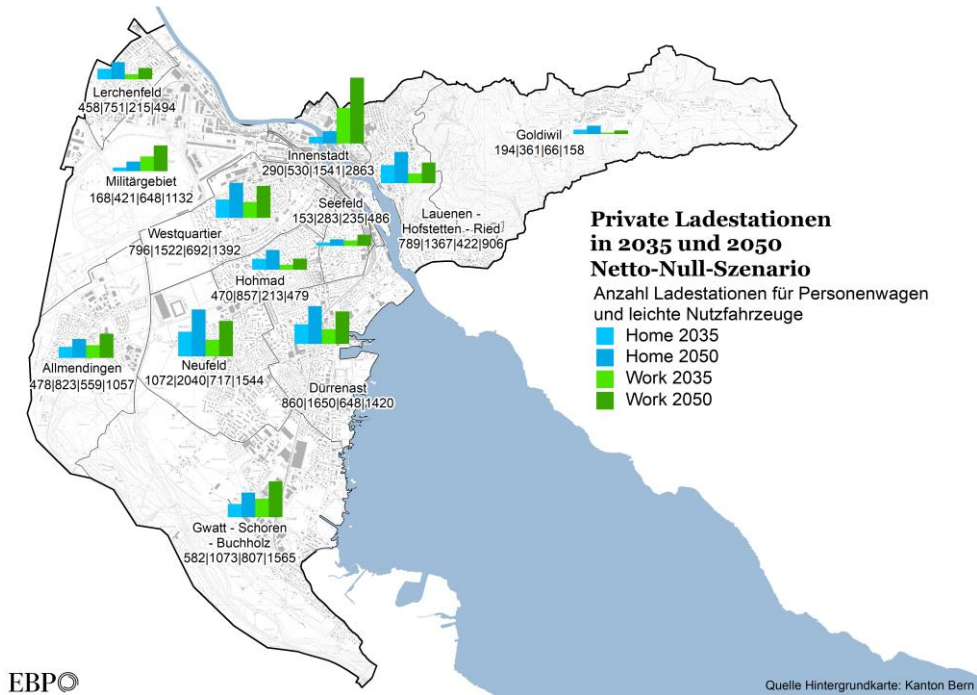 Lerchenfeld
458|751|215|494
Innenstadt
290|530|1541|2863
Goldiwil
194|361|66|158
Militärgebiet
168|421|648|1132
Seefeld
153|283|235|486
Lauenen -
Hofstetten - Ried
789|1367|422|906
Westquartier
796|1522|692|1392
Hohmad
470|857|213|479
Private Ladestationen
in 2035 und 2050
Netto-Null-Szenario
Anzahl Ladestationen für Personenwagen
und leichte Nutzfahrzeuge
Home 2035
Home 2050
Work 2035
Work 2050
Allmendingen
478|823|559|1057
Neufeld
1072|2040|717|1544
Dürrenast
860|1650|648|1420
Gwatt - Schoren
- Buchholz
582|1073|807|1565
EBP
Quelle Hintergrundkarte: Kanton Bern